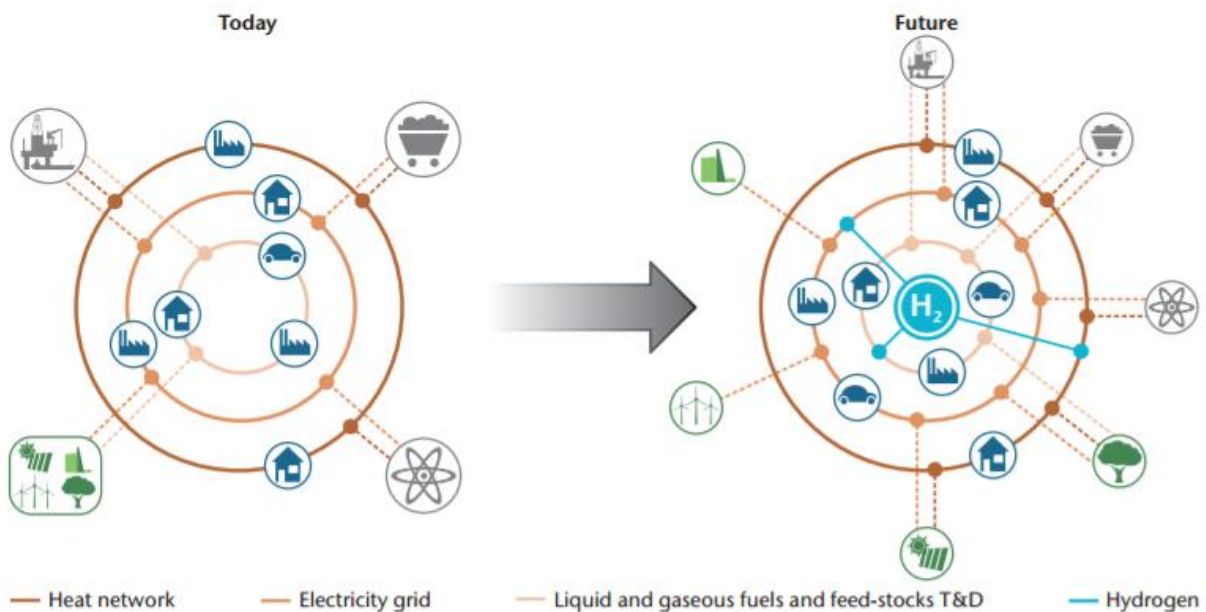 Today
Future
H₂
Heat network
Electricity grid
Liquid and gaseous fuels and feed-stocks T&D
Hydrogen